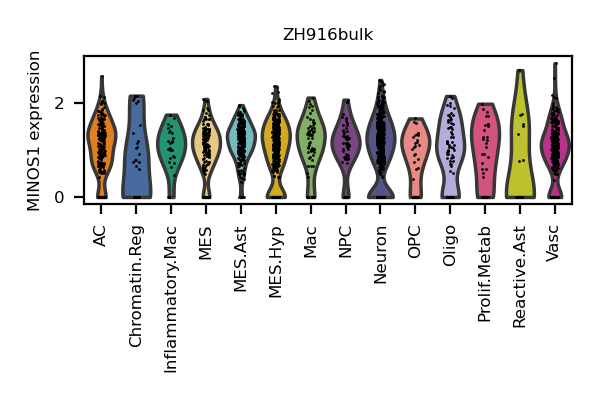 ZH916bulk
MINOS1 expression
2
0
AC
Chromatin.Reg
Inflammatory.Mac
MES
MES.Ast
MES.Hyp
Mac
NPC
Neuron
OPC
Oligo
Prolif.Metab
Reactive.Ast
Vasc